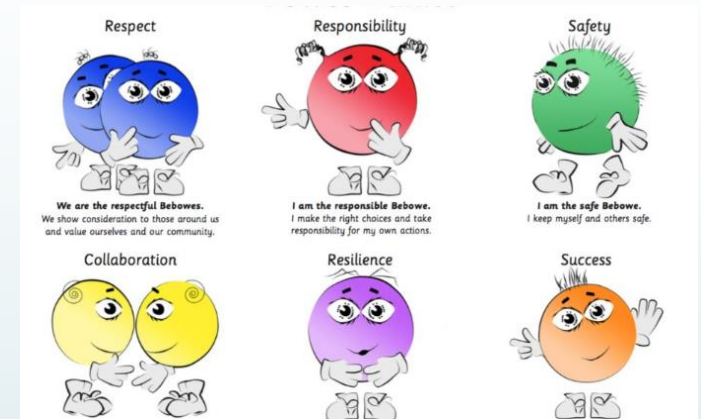 Respect
Responsibility
Safety
We are the respectful Bebowes.
We show consideration to those around us
and value ourselves and our community.
I am the responsible Bebowe.
I make the right choices and take
responsibility for my own actions.
I am the safe Bebowe.
I keep myself and others safe.
Collaboration
Resilience
Success